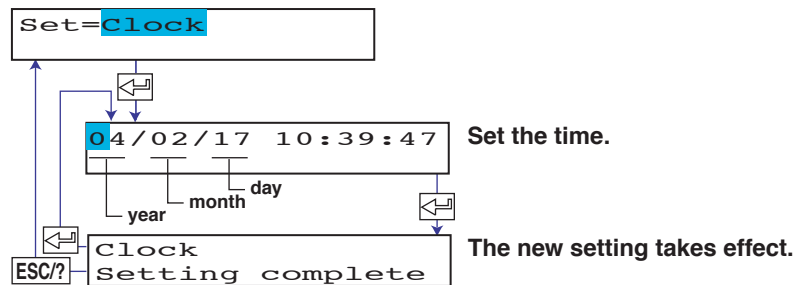 Set=Clock
04/02/17 10:39:47 Set the time.
day
month
year
Clock
The new setting takes effect.
ESC/? Setting complete